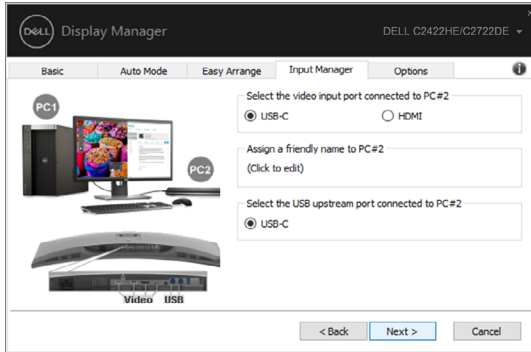 DELL Display Manager
DELL C2422HE/C2722DE
Basic Auto Mode Easy Arrange Input Manager Options
PC1
PC2
Video USB
Select the video input port connected to PC#2
USB-C HDMI
Assign a friendly name to PC#2
(Click to edit)
Select the USB upstream port connected to PC#2
USB-C
< Back Next > Cancel